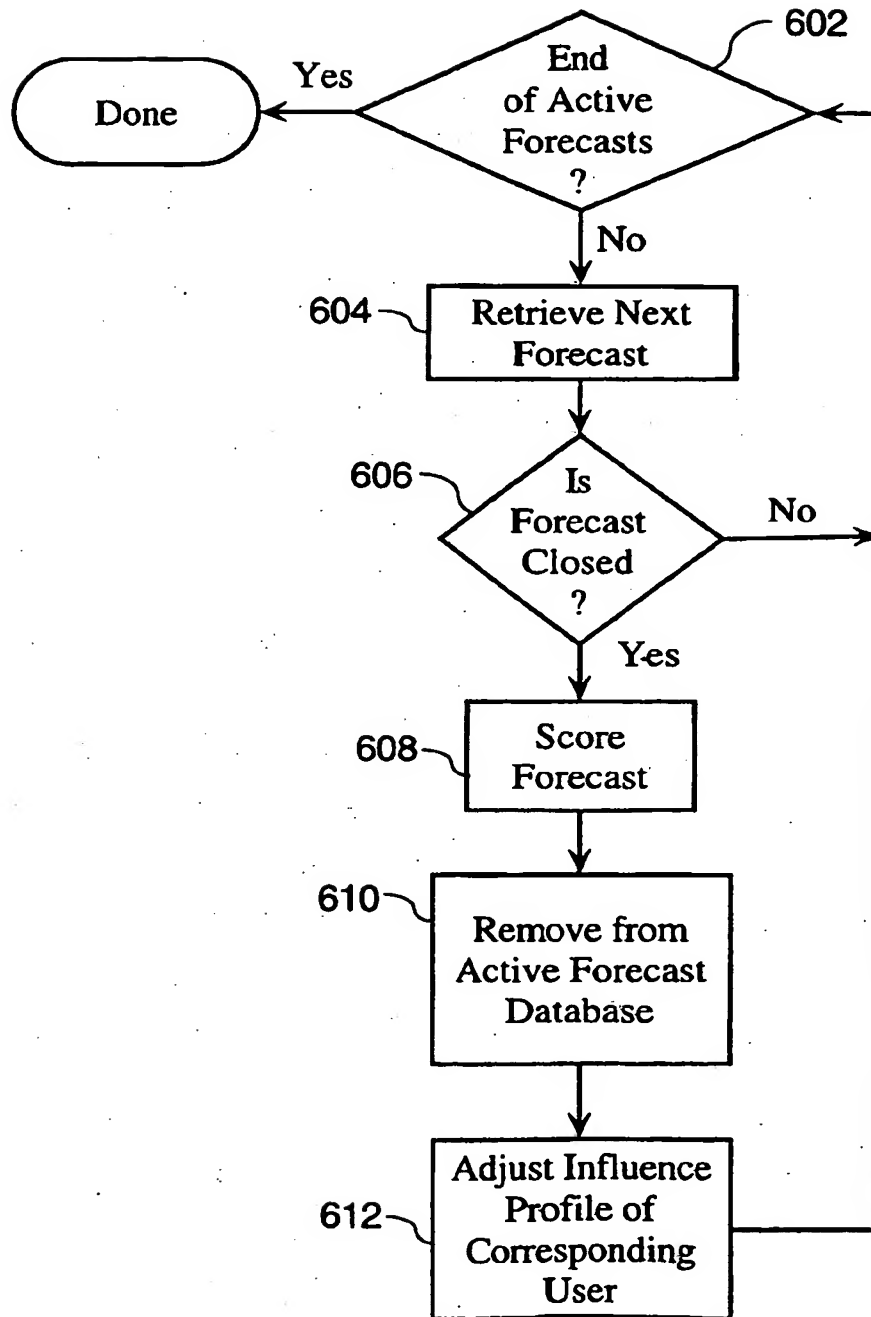 602
End
of Active
Forecasts
?
Yes
Done
No
604
Retrieve Next
Forecast
606
Is
Forecast
Closed
?
No
Yes
608
Score
Forecast
610
Remove from
Active Forecast
Database
612
Adjust Influence
Profile of
Corresponding
User